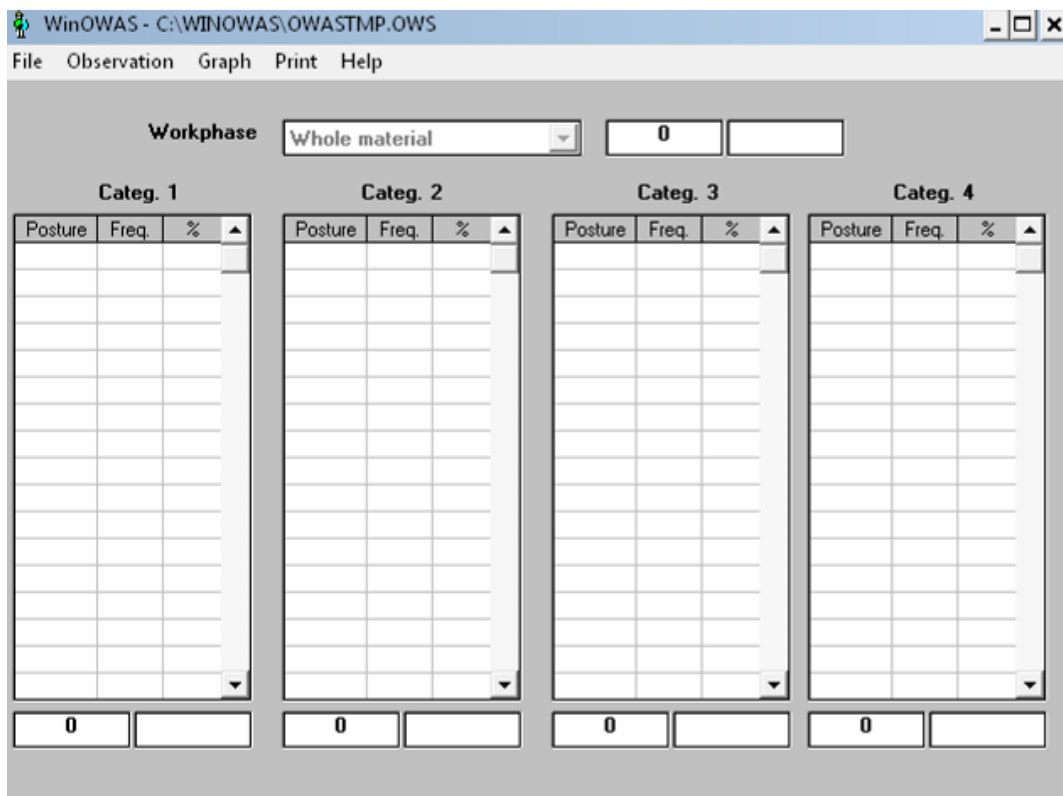 WinOWAS - C:\WINOWAS\OWASTMP.OWS
File Observation Graph Print Help
Workphase Whole material 0
Categ. 1 Categ. 2 Categ. 3 Categ. 4
Posture Freq. % Posture Freq. % Posture Freq. % Posture Freq. %
0 0 0 0